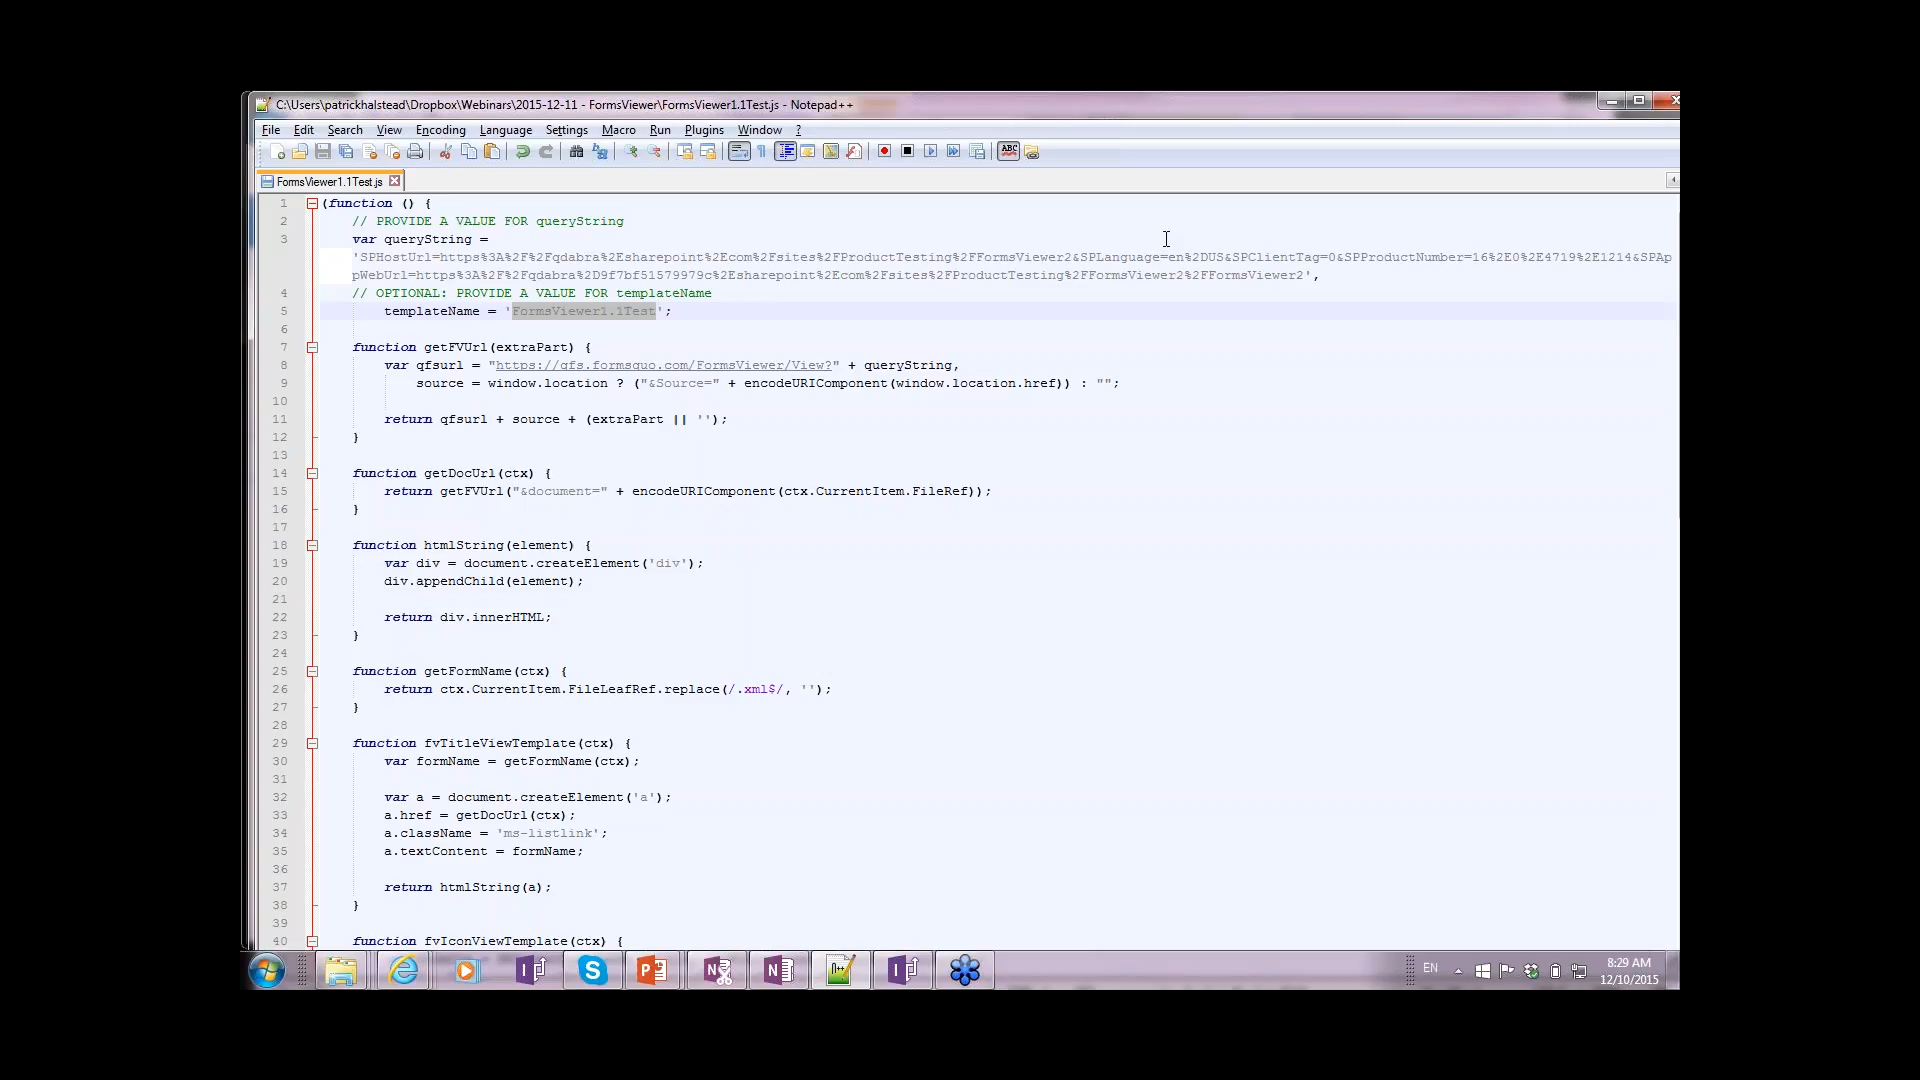 C:\Users\patrickhalstead\Dropbox\Webinars\2015-12-11 - FormsViewer\FormsViewer1.1Test.js - Notepad++
File Edit Search View Encoding Language Settings Macro Run Plugins Window ?
FormsViewer1.1Test.js
1 (function () {
2 // PROVIDE A VALUE FOR queryString
3 var queryString =
'SPHostUrl=https%3A%2F%2Fqdabra%2Esharepoint%2Ecom%2Fsites%2FProductTesting%2FFormsViewer2&SPLanguage=en%2DUS&SPClientTag=0&SPProductNumber=16%2E0%2E4719%2E1214&SPAp
pWebUrl=https%3A%2F%2Fqdabra%2D9f7bf51579979c%2Esharepoint%2Ecom%2Fsites%2FProductTesting%2FFormsViewer2%2FFormsViewer2',
4 // OPTIONAL: PROVIDE A VALUE FOR templateName
5 templateName = 'FormsViewer1.1Test';
6
7 function getFVUrl(extraPart) {
8 var qfsurl = "https://qfs.formsquo.com/FormsViewer/View?" + queryString,
9 source = window.location ? ("&Source=" + encodeURIComponent(window.location.href)) : "";
10
11 return qfsurl + source + (extraPart || '');
12 }
13
14 function getDocUrl(ctx) {
15 return getFVUrl("&document=" + encodeURIComponent(ctx.CurrentItem.FileRef));
16 }
17
18 function htmlString(element) {
19 var div = document.createElement('div');
20 div.appendChild(element);
21
22 return div.innerHTML;
23 }
24
25 function getFormName(ctx) {
26 return ctx.CurrentItem.FileLeafRef.replace(/.xml$/, '');
27 }
28
29 function fvTitleViewTemplate(ctx) {
30 var formName = getFormName(ctx);
31
32 var a = document.createElement('a');
33 a.href = getDocUrl(ctx);
34 a.className = 'ms-listlink';
35 a.textContent = formName;
36
37 return htmlString(a);
38 }
39
40 function fvIconViewTemplate(ctx) {
EN
8:29 AM
12/10/2015